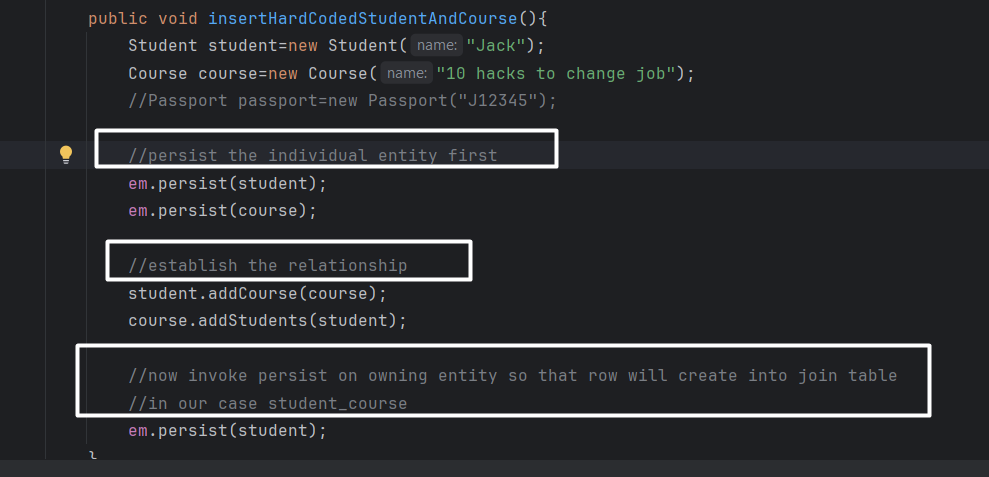 public void insertHardCodedStudentAndCourse(){
Student student=new Student( name: "Jack");
Course course=new Course( name: "10 hacks to change job");
//Passport passport=new Passport("J12345");
//persist the individual entity first
em.persist(student);
em.persist(course);
//establish the relationship
student.addCourse(course);
course.addStudents(student);
//now invoke persist on owning entity so that row will create into join table
//in our case student_course
em.persist(student);
}